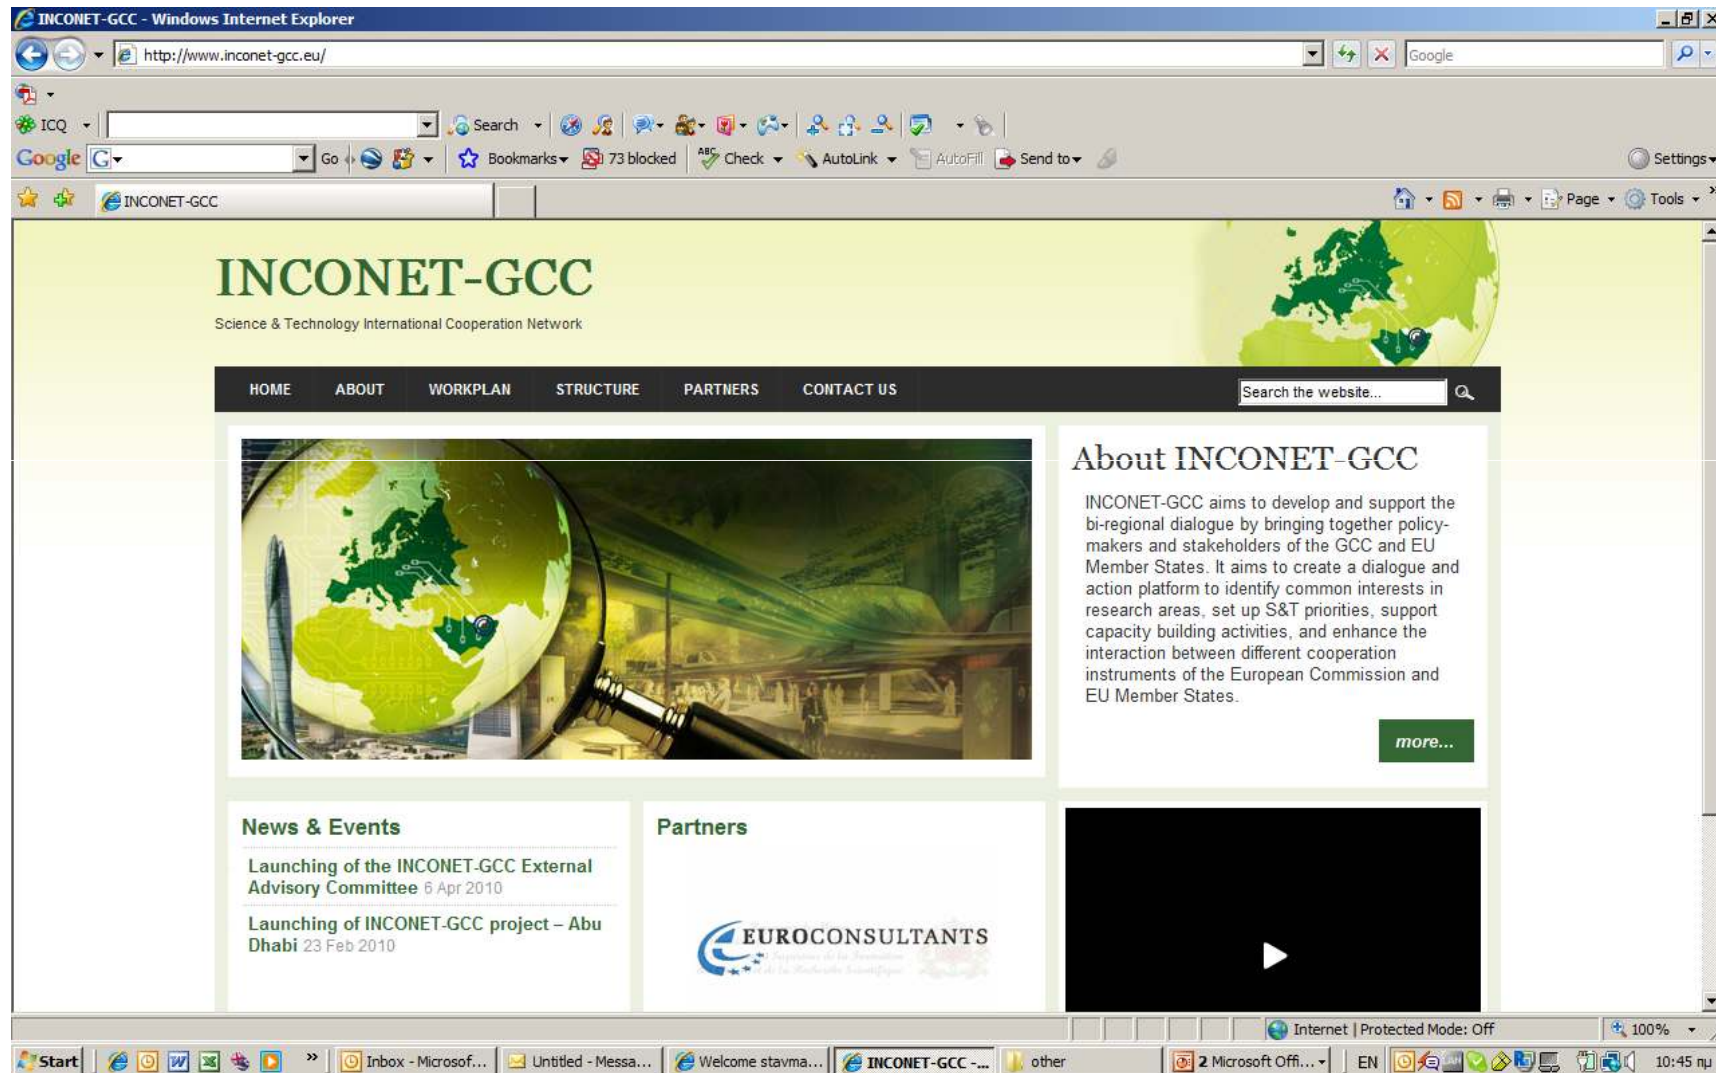 INCONET-GCC - Windows Internet Explorer
http://www.inconet-gcc.eu/
Google
ICQ
Search
Google
G
Go
Bookmarks
73 blocked
ABC
Check
AutoLink
AutoFill
Send to
Settings
INCONET-GCC
Page
Tools
INCONET-GCC
Science & Technology International Cooperation Network
HOME
ABOUT
WORKPLAN
STRUCTURE
PARTNERS
CONTACT US
Search the website...
About INCONET-GCC
INCONET-GCC aims to develop and support the
bi-regional dialogue by bringing together policy-
makers and stakeholders of the GCC and EU
Member States. It aims to create a dialogue and
action platform to identify common interests in
research areas, set up S&T priorities, support
capacity building activities, and enhance the
interaction between different cooperation
instruments of the European Commission and
EU Member States.
more...
News & Events
Launching of the INCONET-GCC External
Advisory Committee 6 Apr 2010
Launching of INCONET-GCC project – Abu
Dhabi 23 Feb 2010
Partners
EUROCONSULTANTS
Internet | Protected Mode: Off
100%
Start
Inbox - Microsof...
Untitled - Messa...
Welcome stavma...
INCONET-GCC -...
other
2 Microsoft Offi...
EN
10:45 πμ